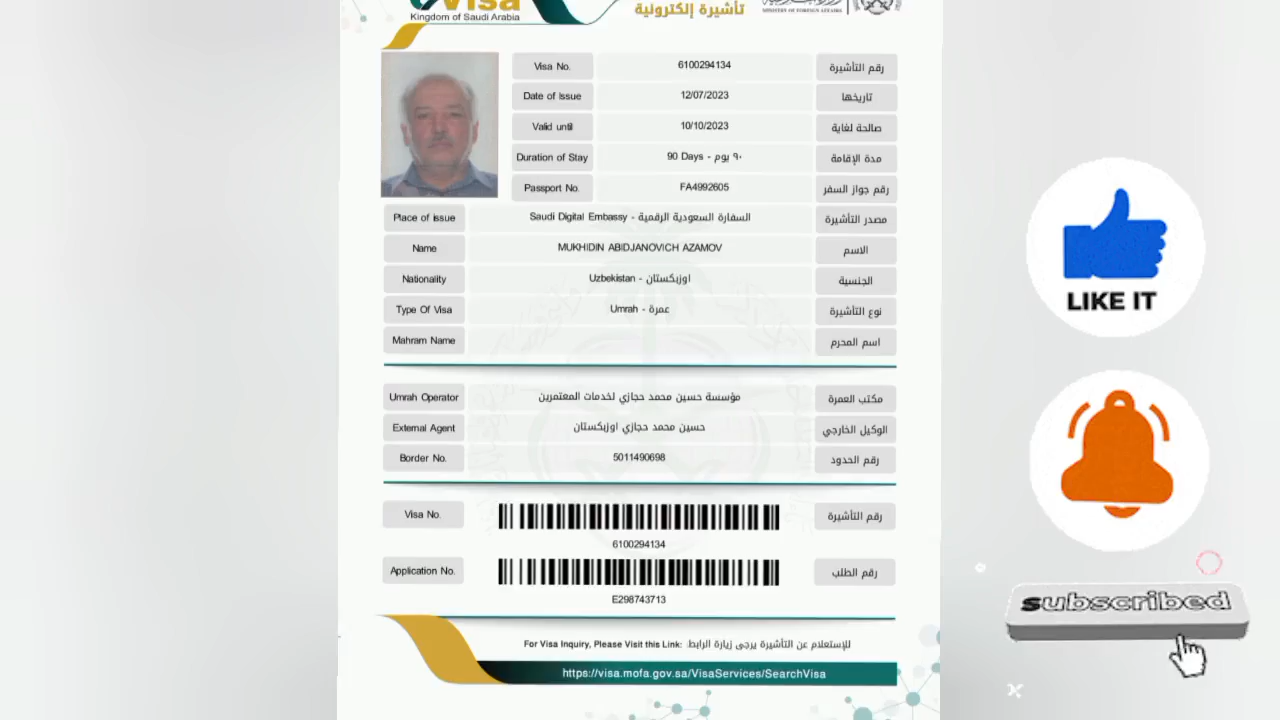 Visa
Kingdom of Saudi Arabia
تأشيرة إلكترونية
MINISTRY OF FOREIGN AFFAIRS
Visa No. 6100294134 رقم التأشيرة
Date of Issue 12/07/2023 تاريخها
Valid until 10/10/2023 صالحة لغاية
Duration of Stay 90 Days - ٩٠ يوم مدة الإقامة
Passport No. FA4992605 رقم جواز السفر
Place of issue Saudi Digital Embassy - السفارة السعودية الرقمية مصدر التأشيرة
Name MUKHIDIN ABIDJANOVICH AZAMOV الاسم
Nationality Uzbekistan - اوزبكستان الجنسية
Type Of Visa Umrah - عمرة نوع التأشيرة
Mahram Name اسم المحرم
Umrah Operator مؤسسة حسين محمد حجازي لخدمات المعتمرين مكتب العمرة
External Agent حسين محمد حجازي اوزبكستان الوكيل الخارجي
Border No. 5011490698 رقم الحدود
Visa No. رقم التأشيرة
6100294134
Application No. رقم الطلب
E298743713
For Visa Inquiry, Please Visit this Link: للإستعلام عن التأشيرة يرجى زيارة الرابط:
https://visa.mofa.gov.sa/VisaServices/SearchVisa
LIKE IT
subscribed